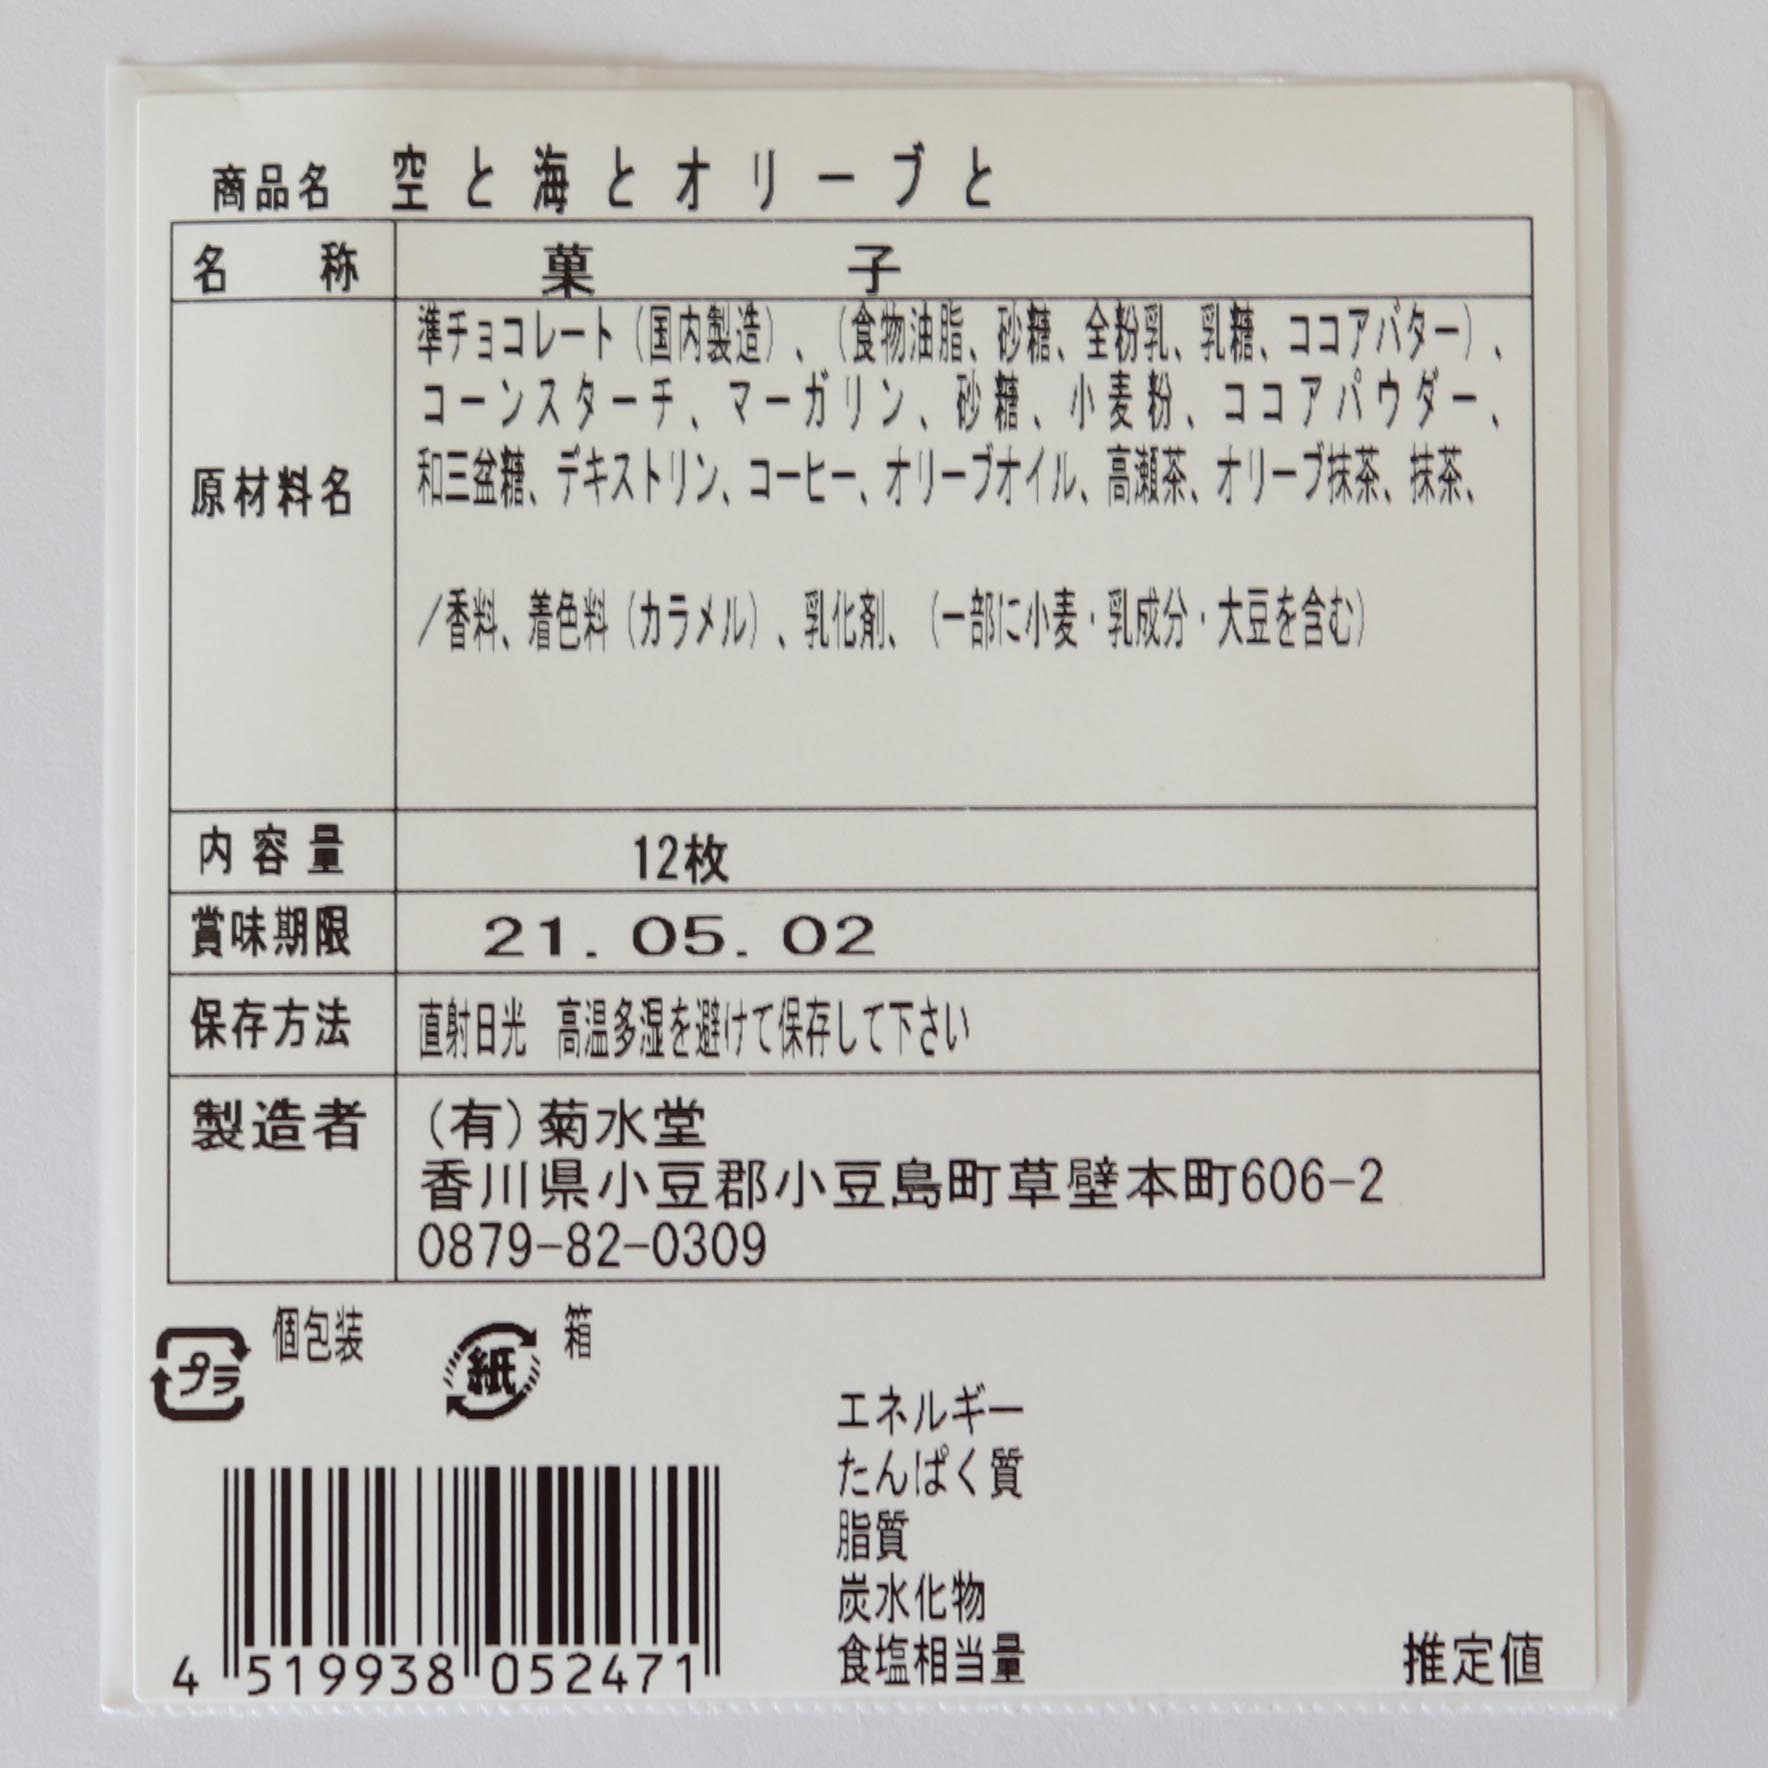 商品名 空と海とオリーブと
名称 菓子
準チョコレート（国内製造）、（食物油脂、砂糖、全粉乳、乳糖、ココアバター）、
コーンスターチ、マーガリン、砂糖、小麦粉、ココアパウダー、
原材料名 和三盆糖、デキストリン、コーヒー、オリーブオイル、高瀬茶、オリーブ抹茶、抹茶、
／香料、着色料（カラメル）、乳化剤、（一部に小麦・乳成分・大豆を含む）
内容量 12枚
賞味期限 21.05.02
保存方法 直射日光　高温多湿を避けて保存して下さい
製造者 (有)菊水堂
香川県小豆郡小豆島町草壁本町606-2
0879-82-0309
プラ 個包装 紙 箱
エネルギー
たんぱく質
脂質
炭水化物
食塩相当量 推定値
4 519938 052471